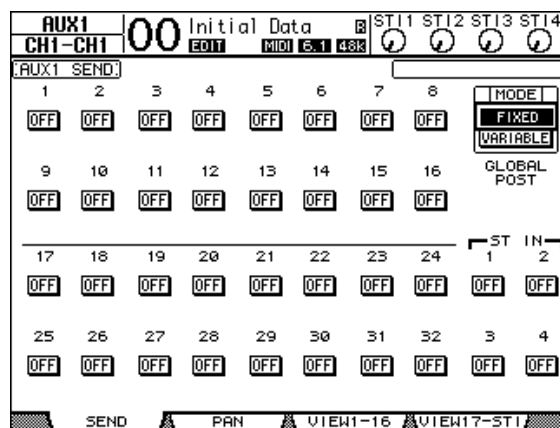 AUX1
CH1-CH1
00
Initial Data
R
EDIT
MIDI
6.1
48k
STI1 STI2 STI3 STI4
AUX1 SEND
1 2 3 4 5 6 7 8
OFF OFF OFF OFF OFF OFF OFF OFF
MODE
FIXED
VARIABLE
GLOBAL
POST
9 10 11 12 13 14 15 16
OFF OFF OFF OFF OFF OFF OFF OFF
ST IN
17 18 19 20 21 22 23 24 1 2
OFF OFF OFF OFF OFF OFF OFF OFF OFF OFF
25 26 27 28 29 30 31 32 3 4
OFF OFF OFF OFF OFF OFF OFF OFF OFF OFF
SEND PAN VIEW1-16 VIEW17-STI